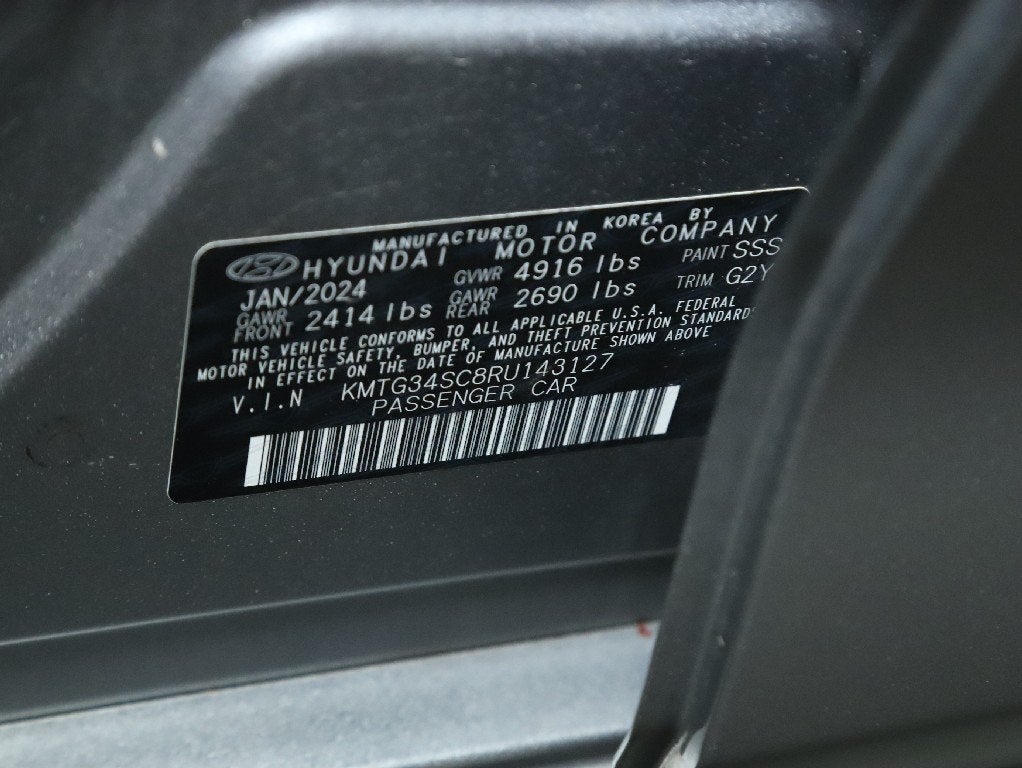 MANUFACTURED IN KOREA BY
HYUNDAI MOTOR COMPANY
JAN/2024 GVWR 4916 lbs PAINT SSS
GAWR FRONT 2414 lbs GAWR REAR 2690 lbs TRIM G2Y
THIS VEHICLE CONFORMS TO ALL APPLICABLE U.S.A. FEDERAL
MOTOR VEHICLE SAFETY, BUMPER, AND THEFT PREVENTION STANDARDS
IN EFFECT ON THE DATE OF MANUFACTURE SHOWN ABOVE
V.I.N KMTG34SC8RU143127
PASSENGER CAR